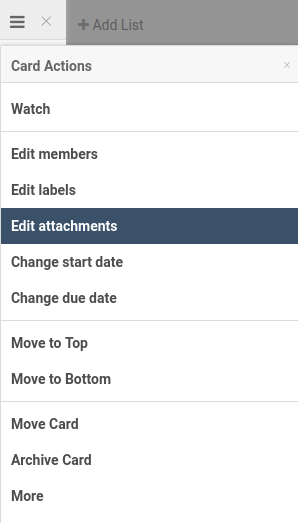 Add List
Card Actions
Watch
Edit members
Edit labels
Edit attachments
Change start date
Change due date
Move to Top
Move to Bottom
Move Card
Archive Card
More